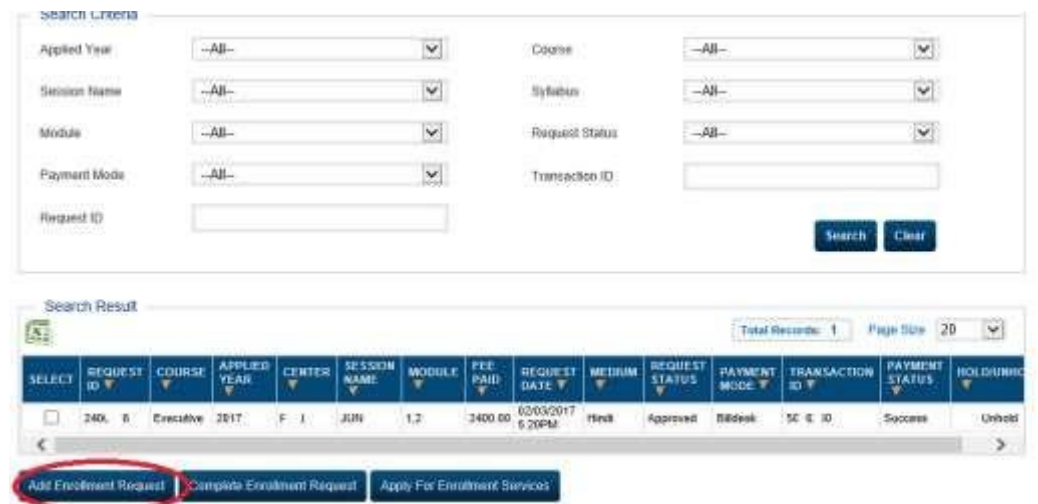 Search Criteria
Applied Year --All-- Course --All--
Session Name --All-- Syllabus --All--
Module --All-- Request Status --All--
Payment Mode --All-- Transaction ID
Request ID
Search Clear
Search Result
Total Records: 1 Page Size 20
SELECT REQUEST ID COURSE APPLIED YEAR CENTER SESSION NAME MODULE FEE PAID REQUEST DATE MEDIUM REQUEST STATUS PAYMENT MODE TRANSACTION ID PAYMENT STATUS
Executive 2017 JUN 1,2 2400.00 02/03/2017 Hindi Approved Billdesk Success Unhold
Add Enrollment Request Complete Enrollment Request Apply For Enrollment Services